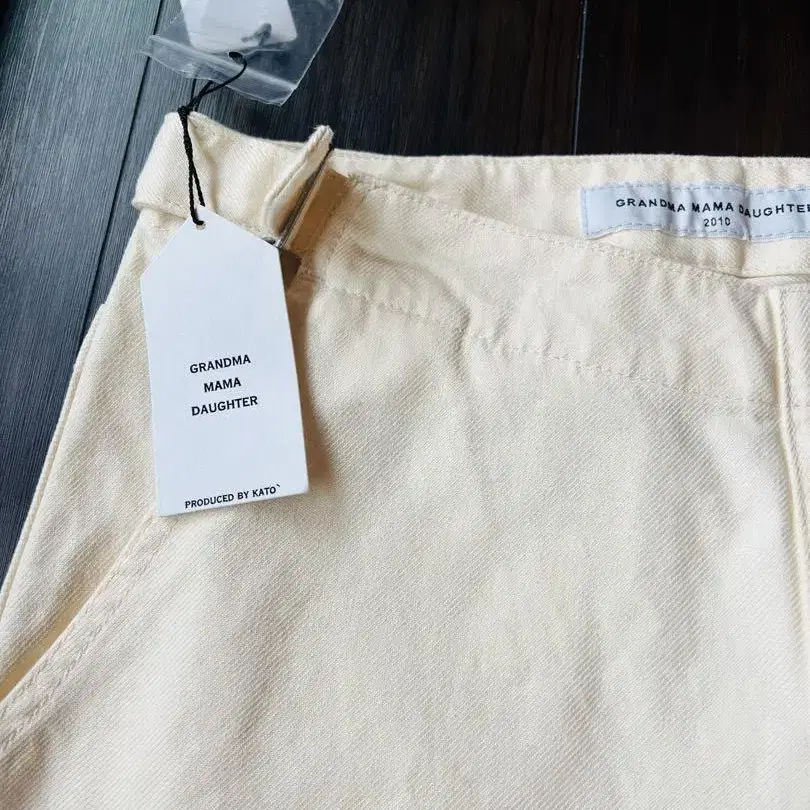 GRANDMA MAMA DAUGHTER
2010
GRANDMA
MAMA
DAUGHTER
PRODUCED BY KATO`